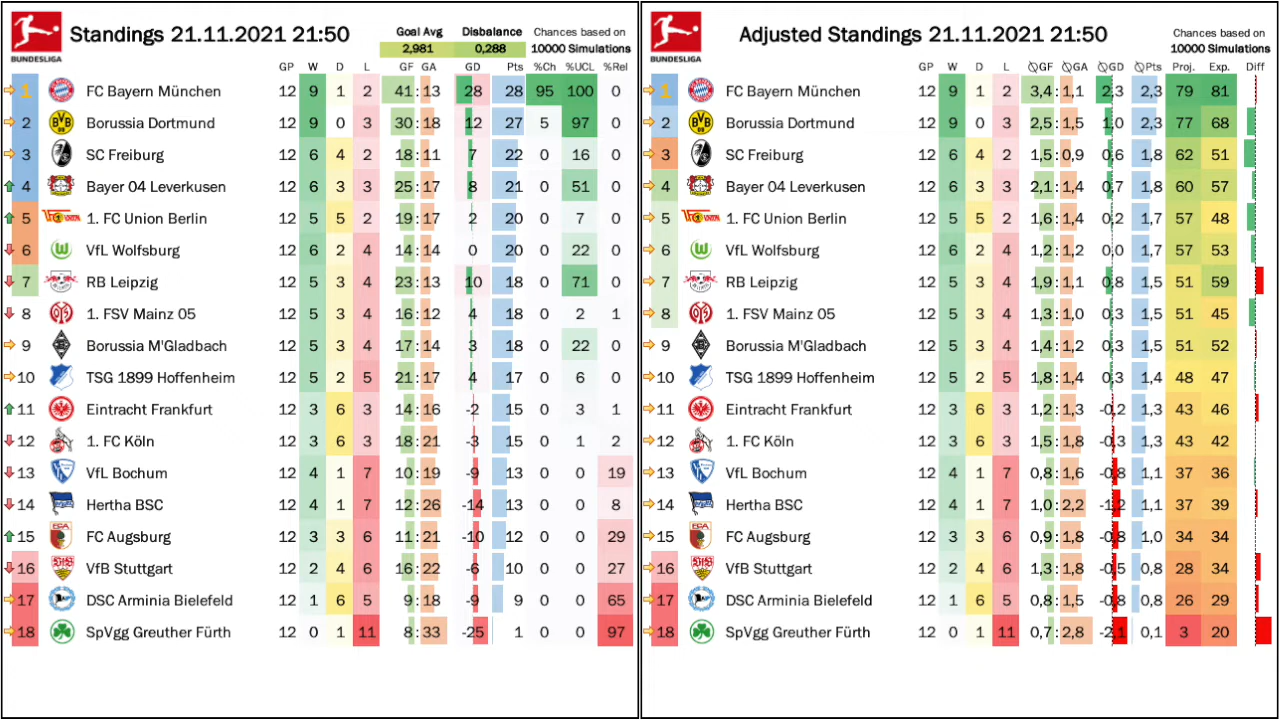 Standings 21.11.2021 21:50
Goal Avg Disbalance Chances based on
2,981 0,288 10000 Simulations
BUNDESLIGA
GP W D L GF GA GD Pts %Ch %UCL %Rel
1 FC Bayern München 12 9 1 2 41:13 28 28 95 100 0
2 Borussia Dortmund 12 9 0 3 30:18 12 27 5 97 0
3 SC Freiburg 12 6 4 2 18:11 7 22 0 16 0
4 Bayer 04 Leverkusen 12 6 3 3 25:17 8 21 0 51 0
5 1. FC Union Berlin 12 5 5 2 19:17 2 20 0 7 0
6 VfL Wolfsburg 12 6 2 4 14:14 0 20 0 22 0
7 RB Leipzig 12 5 3 4 23:13 10 18 0 71 0
8 1. FSV Mainz 05 12 5 3 4 16:12 4 18 0 2 1
9 Borussia M'Gladbach 12 5 3 4 17:14 3 18 0 22 0
10 TSG 1899 Hoffenheim 12 5 2 5 21:17 4 17 0 6 0
11 Eintracht Frankfurt 12 3 6 3 14:16 -2 15 0 3 1
12 1. FC Köln 12 3 6 3 18:21 -3 15 0 1 2
13 VfL Bochum 12 4 1 7 10:19 -9 13 0 0 19
14 Hertha BSC 12 4 1 7 12:26 -14 13 0 0 8
15 FC Augsburg 12 3 3 6 11:21 -10 12 0 0 29
16 VfB Stuttgart 12 2 4 6 16:22 -6 10 0 0 27
17 DSC Arminia Bielefeld 12 1 6 5 9:18 -9 9 0 0 65
18 SpVgg Greuther Fürth 12 0 1 11 8:33 -25 1 0 0 97
Adjusted Standings 21.11.2021 21:50
Chances based on
10000 Simulations
BUNDESLIGA
GP W D L ∅GF ∅GA ∅GD ∅Pts Proj. Exp. Diff
1 FC Bayern München 12 9 1 2 3,4:1,1 2,3 2,3 79 81
2 Borussia Dortmund 12 9 0 3 2,5:1,5 1,0 2,3 77 68
3 SC Freiburg 12 6 4 2 1,5:0,9 0,6 1,8 62 51
4 Bayer 04 Leverkusen 12 6 3 3 2,1:1,4 0,7 1,8 60 57
5 1. FC Union Berlin 12 5 5 2 1,6:1,4 0,2 1,7 57 48
6 VfL Wolfsburg 12 6 2 4 1,2:1,2 0,0 1,7 57 53
7 RB Leipzig 12 5 3 4 1,9:1,1 0,8 1,5 51 59
8 1. FSV Mainz 05 12 5 3 4 1,3:1,0 0,3 1,5 51 45
9 Borussia M'Gladbach 12 5 3 4 1,4:1,2 0,3 1,5 51 52
10 TSG 1899 Hoffenheim 12 5 2 5 1,8:1,4 0,3 1,4 48 47
11 Eintracht Frankfurt 12 3 6 3 1,2:1,3 -0,2 1,3 43 46
12 1. FC Köln 12 3 6 3 1,5:1,8 -0,3 1,3 43 42
13 VfL Bochum 12 4 1 7 0,8:1,6 -0,8 1,1 37 36
14 Hertha BSC 12 4 1 7 1,0:2,2 -1,2 1,1 37 39
15 FC Augsburg 12 3 3 6 0,9:1,8 -0,8 1,0 34 34
16 VfB Stuttgart 12 2 4 6 1,3:1,8 -0,5 0,8 28 34
17 DSC Arminia Bielefeld 12 1 6 5 0,8:1,5 -0,8 0,8 26 29
18 SpVgg Greuther Fürth 12 0 1 11 0,7:2,8 -2,1 0,1 3 20